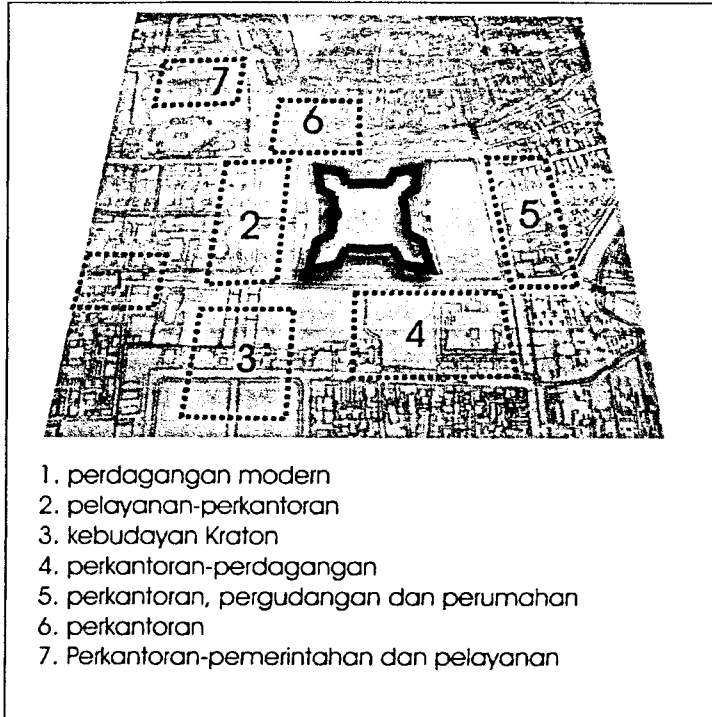 7
6
2
5
4
3
1. perdagangan modern
2. pelayanan-perkantoran
3. kebudayan Kraton
4. perkantoran-perdagangan
5. perkantoran, pergudangan dan perumahan
6. perkantoran
7. Perkantoran-pemerintahan dan pelayanan